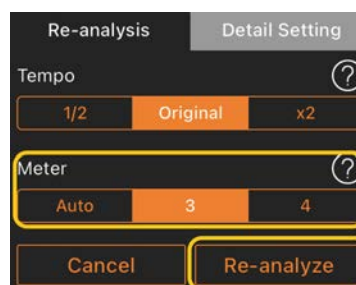 Re-analysis Detail Setting
Tempo ?
1/2 Original x2
Meter ?
Auto 3 4
Cancel Re-analyze